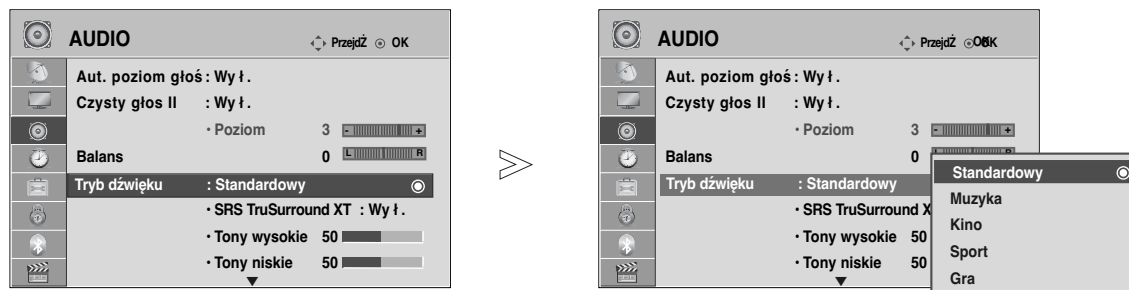 AUDIO PrzejdŹ OK
Aut. poziom głoś : Wył.
Czysty głos II : Wył.
• Poziom 3 - +
Balans 0 L R
Tryb dźwięku : Standardowy
• SRS TruSurround XT : Wył.
• Tony wysokie 50
• Tony niskie 50
▼
>
AUDIO PrzejdŹ OK
Aut. poziom głoś : Wył.
Czysty głos II : Wył.
• Poziom 3 - +
Balans 0 L R
Tryb dźwięku : Standardowy
• SRS TruSurround X
• Tony wysokie 50
• Tony niskie 50
▼
Standardowy
Muzyka
Kino
Sport
Gra